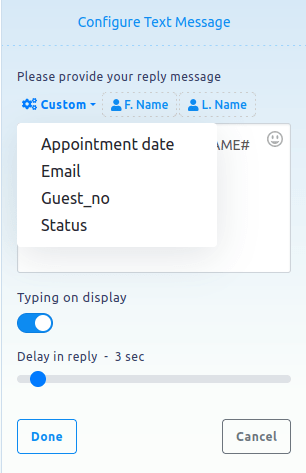 Configure Text Message
Please provide your reply message
Custom
F. Name
L. Name
Appointment date
Email
Guest_no
Status
AME#
Typing on display
Delay in reply - 3 sec
Done
Cancel